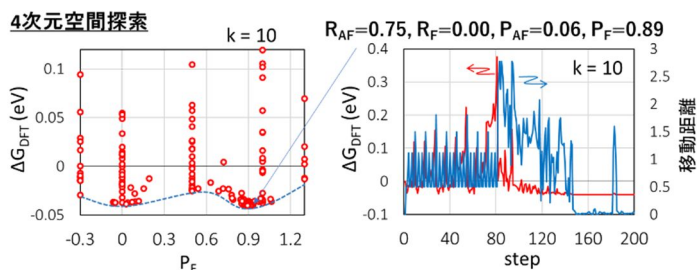 4次元空間探索
R_AF=0.75, R_F=0.00, P_AF=0.06, P_F=0.89
k = 10
ΔG_DFT (eV)
0.1
0.05
0
-0.05
-0.3 0 0.3 0.6 0.9 1.2
P_F
k = 10
ΔG_DFT (eV)
0.4
0.3
0.2
0.1
0
-0.1
3
2.5
2
1.5
1
0.5
0
移動距離
0 40 80 120 160 200
step